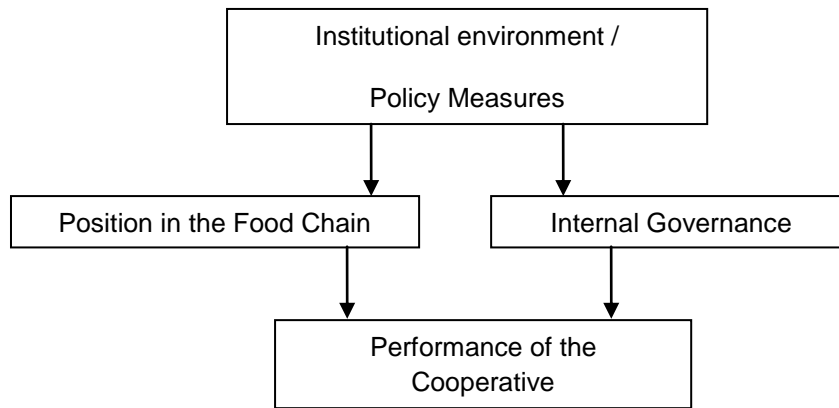 Institutional environment /
Policy Measures
Position in the Food Chain
Internal Governance
Performance of the
Cooperative